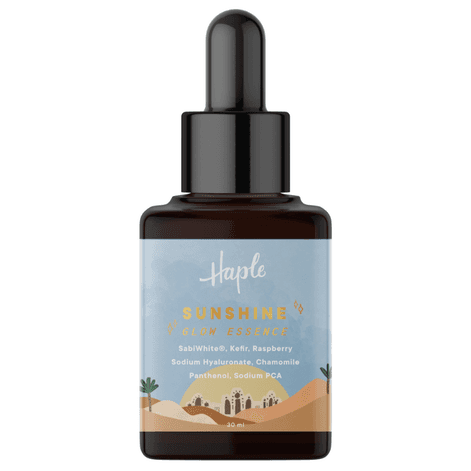 Haple
SUNSHINE
GLOW ESSENCE
SabiWhite®, Kefir, Raspberry
Sodium Hyaluronate, Chamomile
Panthenol, Sodium PCA
30 ml